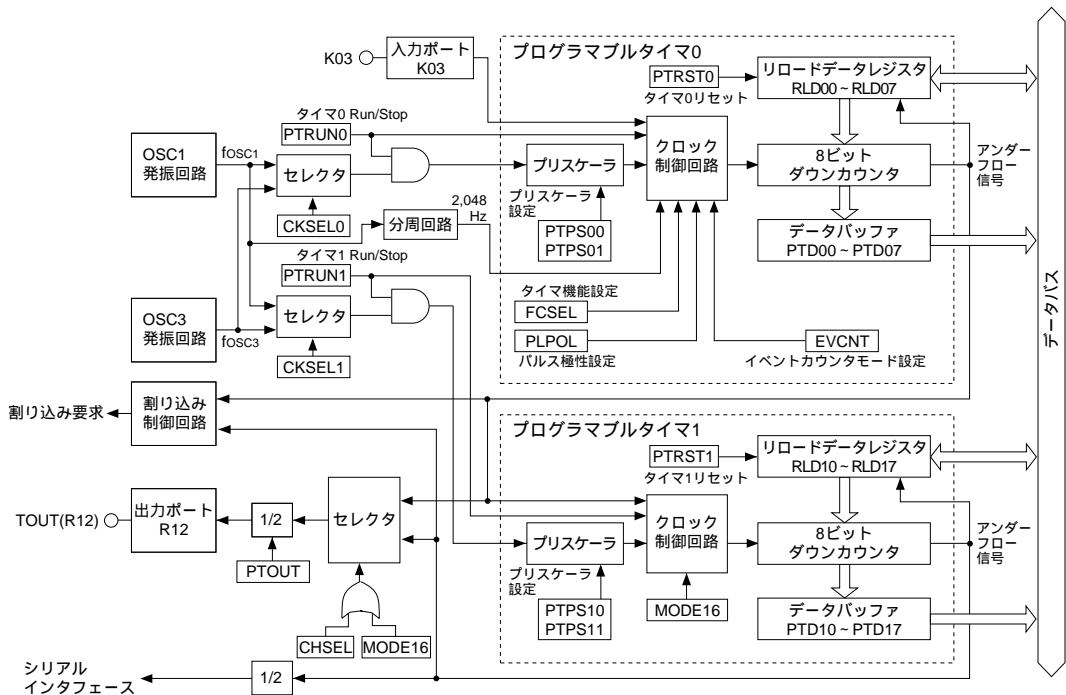 K03
入力ポート
K03
プログラマブルタイマ0
PTRST0
タイマ0リセット
リロードデータレジスタ
RLD00 ~ RLD07
タイマ0 Run/Stop
PTRUN0
OSC1
発振回路
fOSC1
セレクタ
CKSEL0
プリスケーラ
プリスケーラ
設定
PTPS00
PTPS01
クロック
制御回路
8ビット
ダウンカウンタ
アンダー
フロー
信号
2,048
Hz
分周回路
データバッファ
PTD00 ~ PTD07
タイマ1 Run/Stop
PTRUN1
OSC3
発振回路
fOSC3
セレクタ
CKSEL1
タイマ機能設定
FCSEL
PLPOL
パルス極性設定
EVCNT
イベントカウンタモード設定
データバス
割り込み要求
割り込み
制御回路
プログラマブルタイマ1
PTRST1
タイマ1リセット
リロードデータレジスタ
RLD10 ~ RLD17
TOUT(R12)
出力ポート
R12
1/2
PTOUT
セレクタ
プリスケーラ
プリスケーラ
設定
PTPS10
PTPS11
クロック
制御回路
MODE16
8ビット
ダウンカウンタ
アンダー
フロー
信号
データバッファ
PTD10 ~ PTD17
CHSEL
MODE16
シリアル
インタフェース
1/2